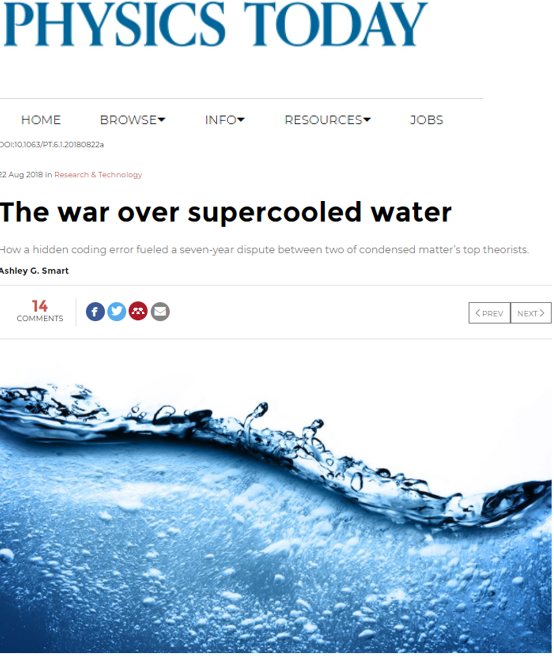 PHYSICS TODAY
HOME BROWSE INFO RESOURCES JOBS
DOI:10.1063/PT.6.1.20180822a
22 Aug 2018 in Research & Technology
The war over supercooled water
How a hidden coding error fueled a seven-year dispute between two of condensed matter's top theorists.
Ashley G. Smart
14
COMMENTS
PREV NEXT